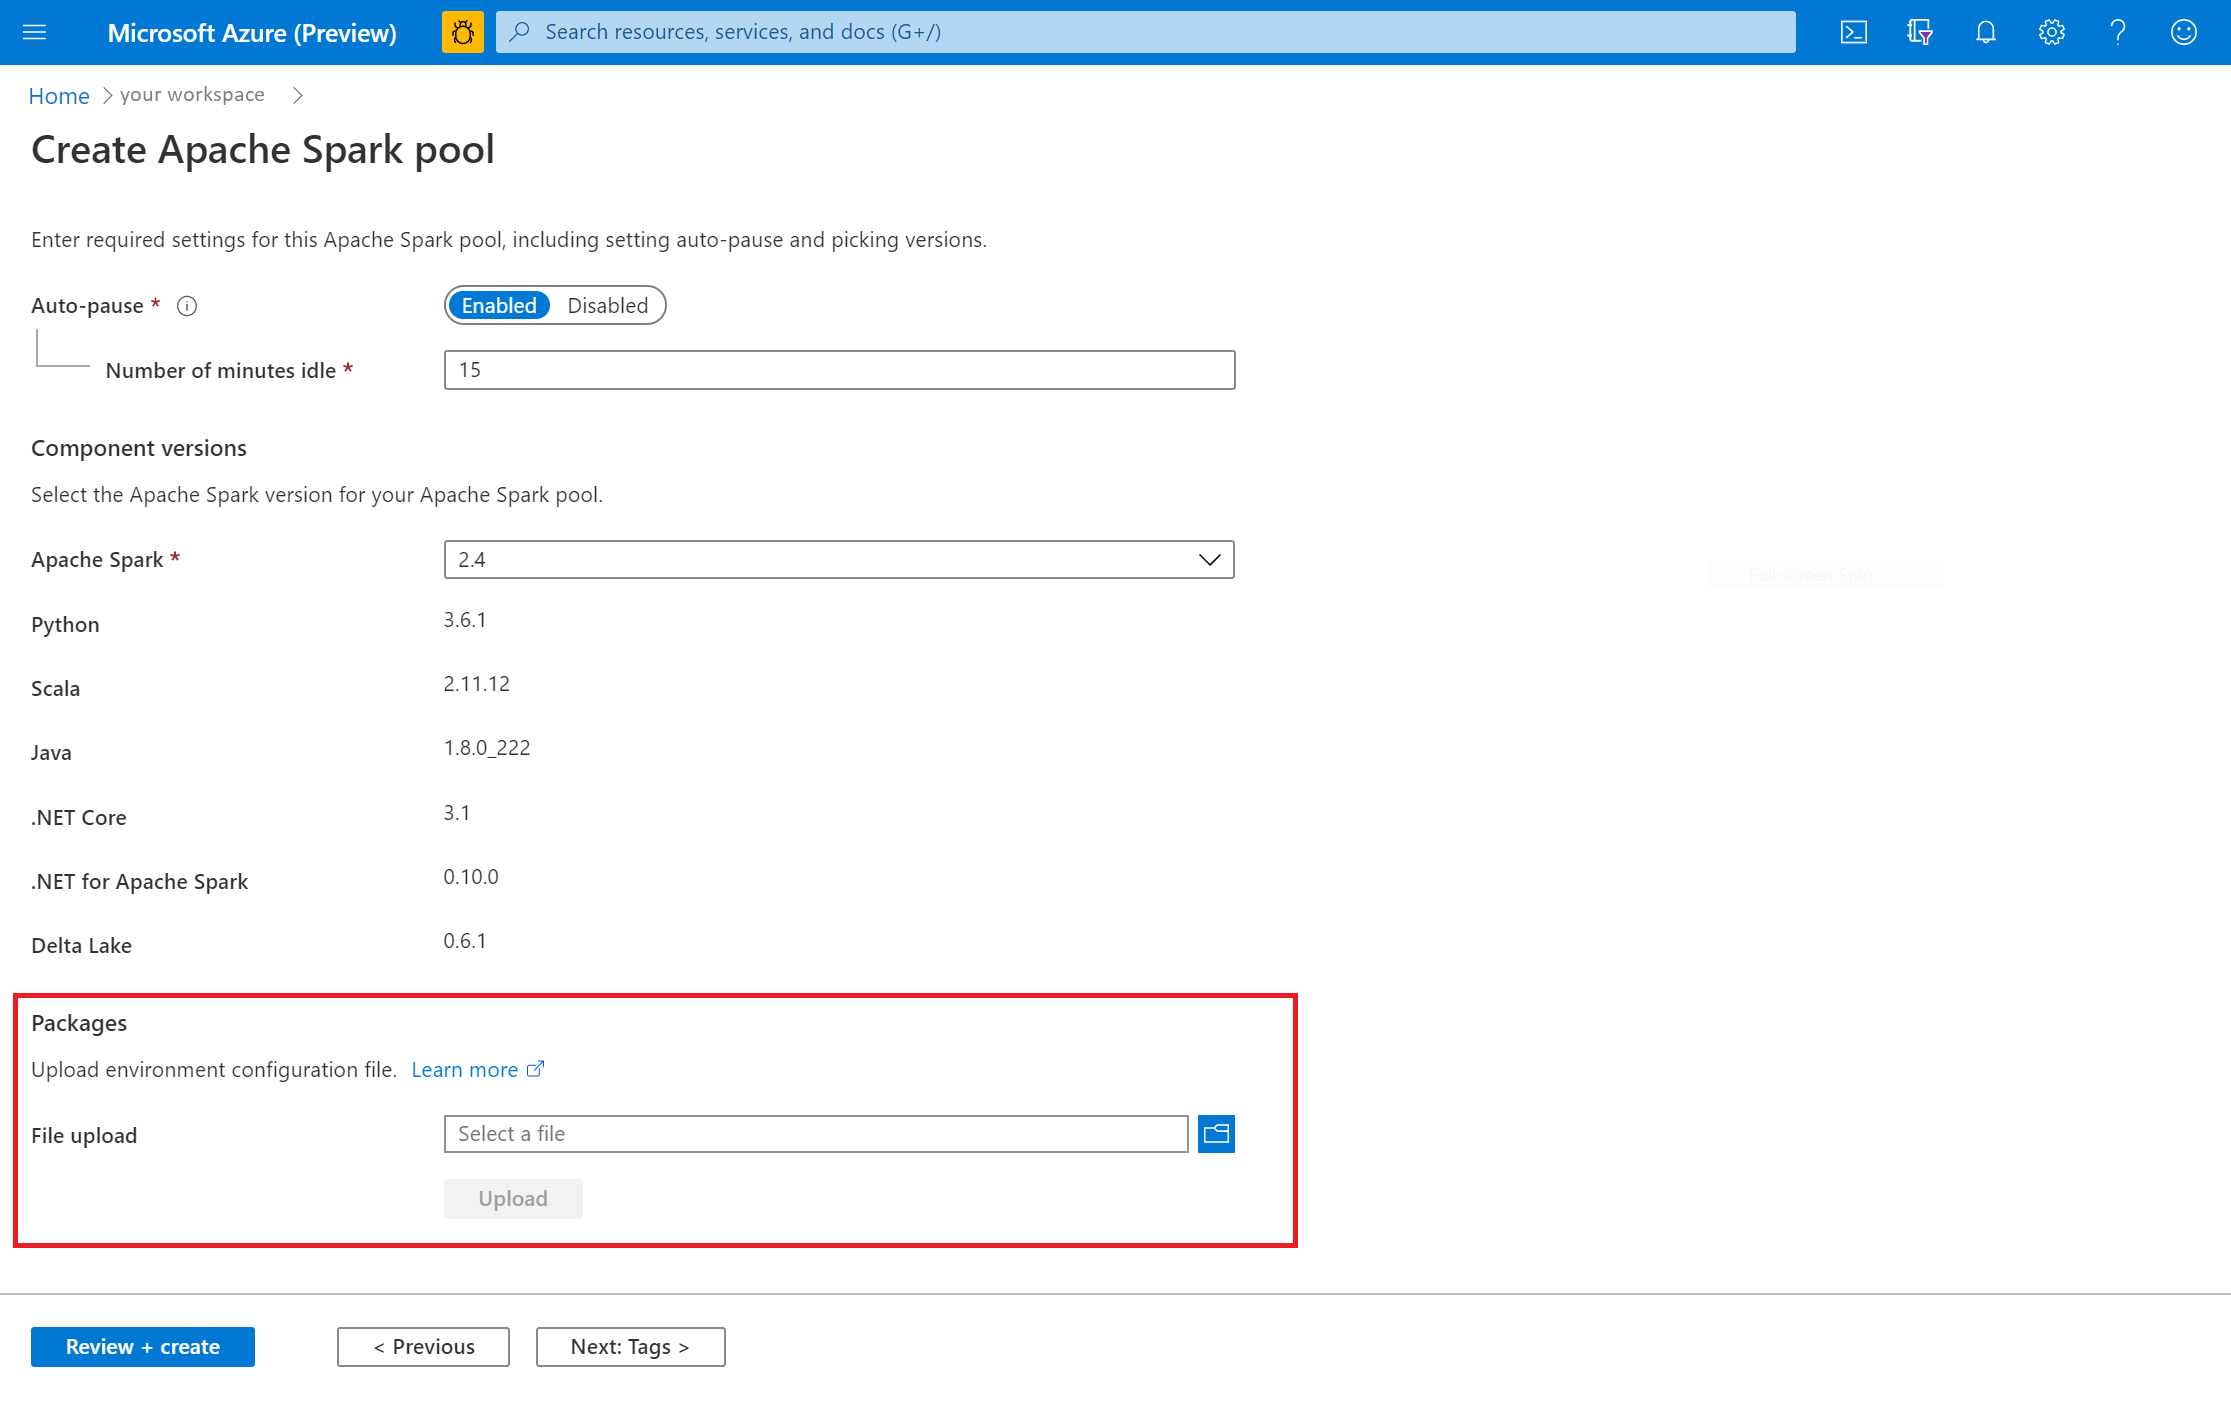 Microsoft Azure (Preview)
Search resources, services, and docs (G+/)
Home > your workspace >
Create Apache Spark pool
Enter required settings for this Apache Spark pool, including setting auto-pause and picking versions.
Auto-pause *
Enabled Disabled
Number of minutes idle *
15
Component versions
Select the Apache Spark version for your Apache Spark pool.
Apache Spark *
2.4
Python
3.6.1
Scala
2.11.12
Java
1.8.0_222
.NET Core
3.1
.NET for Apache Spark
0.10.0
Delta Lake
0.6.1
Full-screen Snip
Packages
Upload environment configuration file. Learn more
File upload
Select a file
Upload
Review + create
< Previous
Next: Tags >